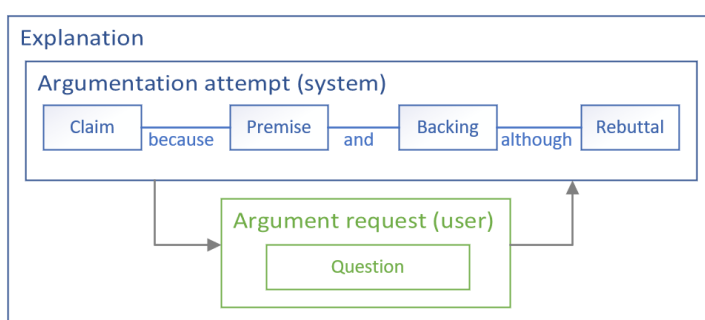 Explanation
Argumentation attempt (system)
Claim because Premise and Backing although Rebuttal
Argument request (user)
Question